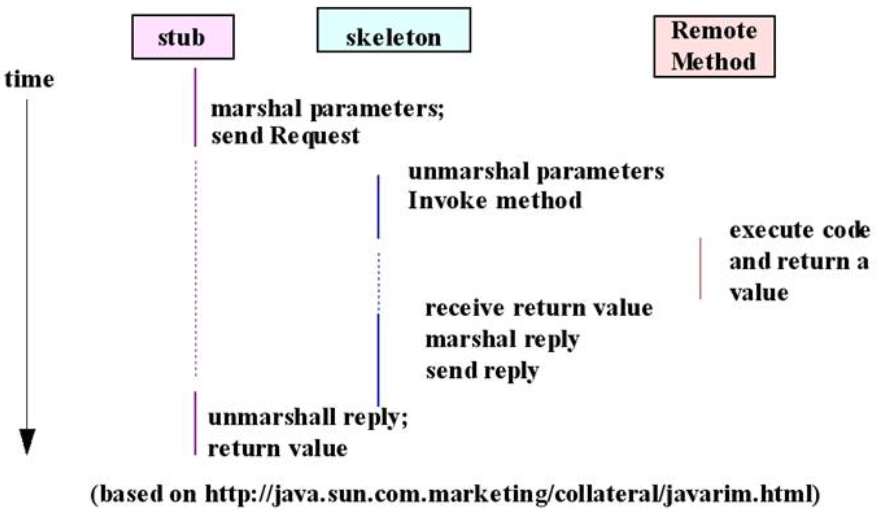 stub
skeleton
Remote
Method
time
marshal parameters;
send Request
unmarshal parameters
Invoke method
execute code
and return a
value
receive return value
marshal reply
send reply
unmarshall reply;
return value
(based on http://java.sun.com.marketing/collateral/javarim.html)